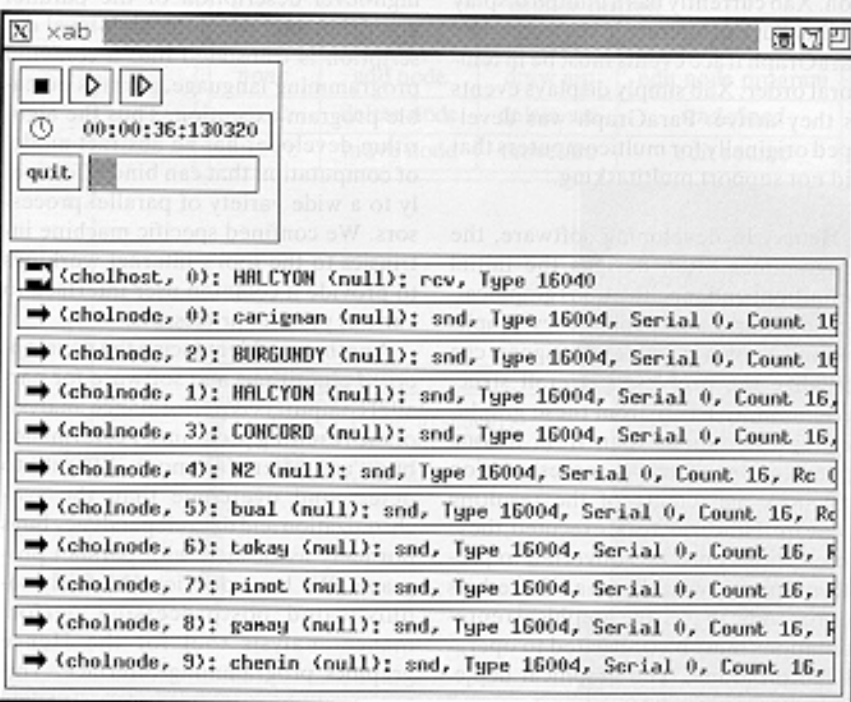 xab
00:00:36:130320
quit
(cholhost, 0): HALCYON (null): rcv, Type 16040
(cholnode, 0): carignan (null): snd, Type 16004, Serial 0, Count 16
(cholnode, 2): BURGUNDY (null): snd, Type 16004, Serial 0, Count 16
(cholnode, 1): HALCYON (null): snd, Type 16004, Serial 0, Count 16,
(cholnode, 3): CONCORD (null): snd, Type 16004, Serial 0, Count 16,
(cholnode, 4): N2 (null): snd, Type 16004, Serial 0, Count 16, Rc 0
(cholnode, 5): bual (null): snd, Type 16004, Serial 0, Count 16, Rc
(cholnode, 6): tokay (null): snd, Type 16004, Serial 0, Count 16, R
(cholnode, 7): pinot (null): snd, Type 16004, Serial 0, Count 16, R
(cholnode, 8): gamay (null): snd, Type 16004, Serial 0, Count 16, R
(cholnode, 9): chenin (null): snd, Type 16004, Serial 0, Count 16,